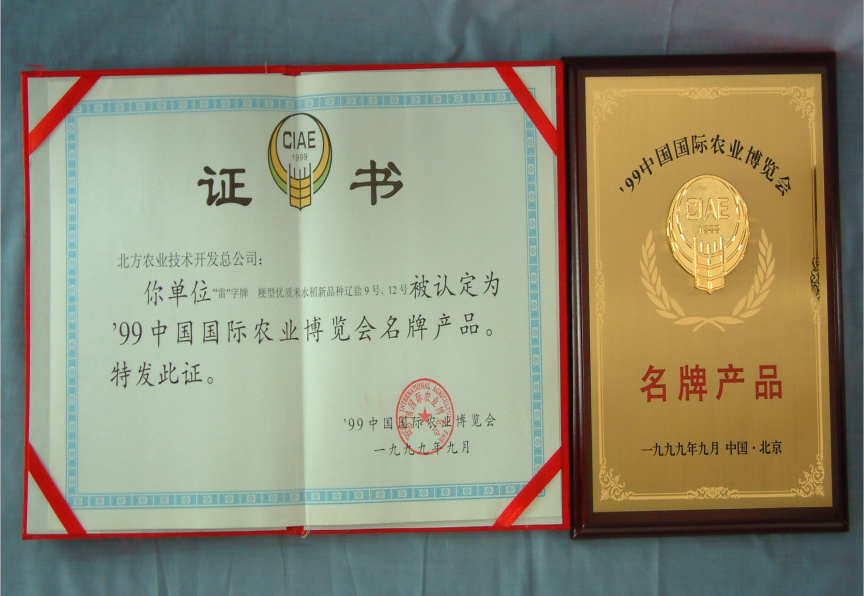 CIAE
1999
证 书
北方农业技术开发总公司：
你单位“雷”字牌 粳型优质米水稻新品种辽盐9号、12号被认定为
’99中国国际农业博览会名牌产品。
特发此证。
’99中国国际农业博览会
一九九九年九月
’99中国国际农业博览会
CIAE
1999
名牌产品
一九九九年九月 中国·北京